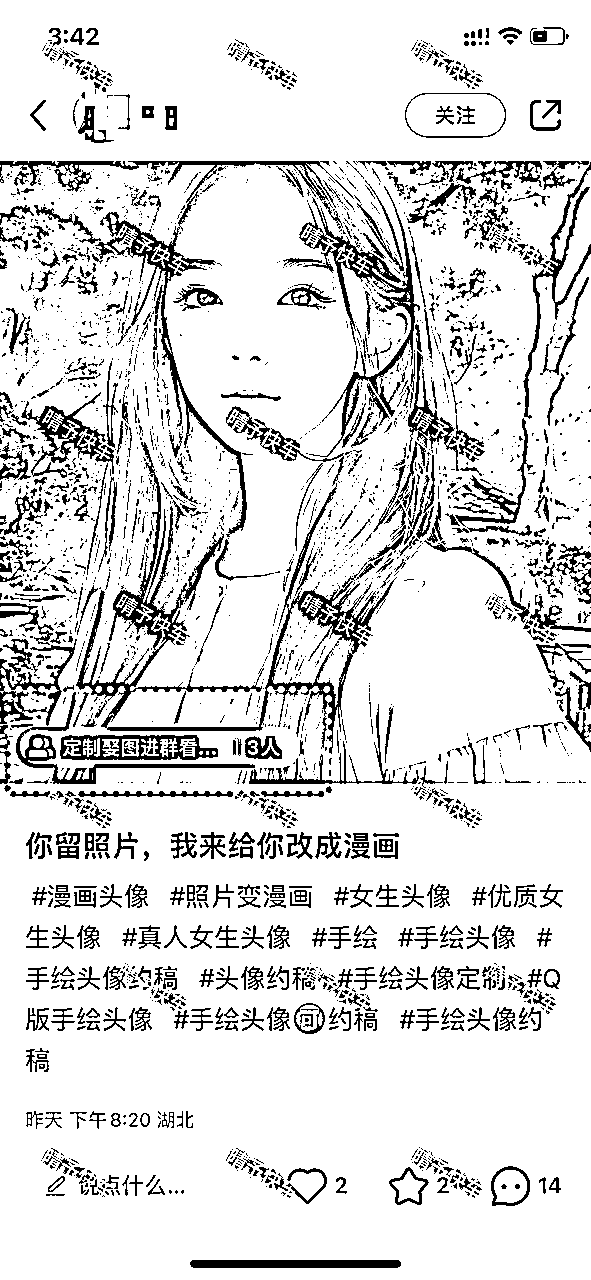 3:42
关注
定制娶图进群看... 3人
你留照片，我来给你改成漫画
#漫画头像 #照片变漫画 #女生头像 #优质女
生头像 #真人女生头像 #手绘 #手绘头像 #
手绘头像约稿 #头像约稿 #手绘头像定制 #Q
版手绘头像 #手绘头像可约稿 #手绘头像约
稿
昨天 下午8:20 湖北
说点什么... 2 2 14